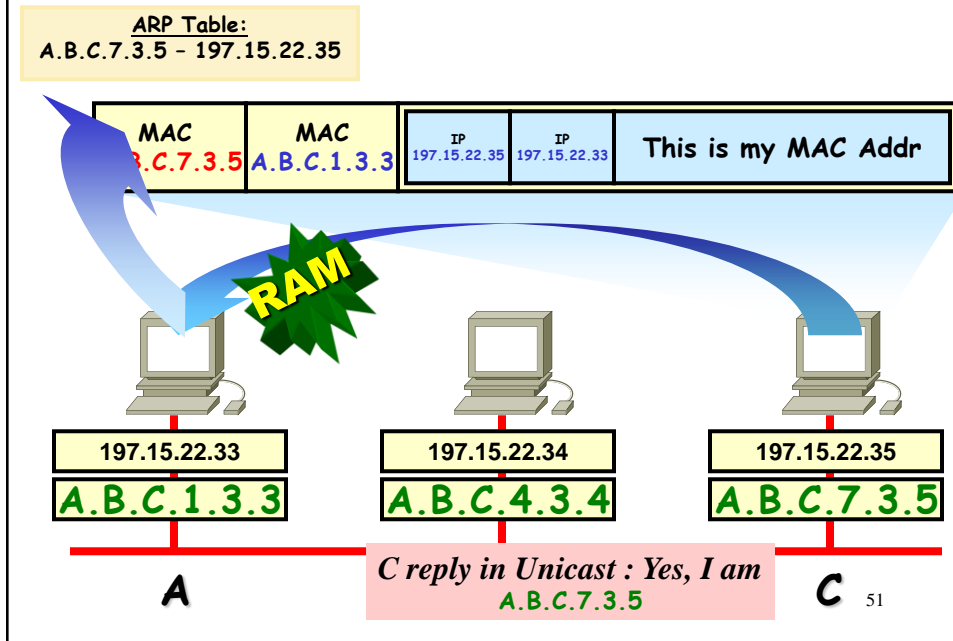 ARP Table:
A.B.C.7.3.5 – 197.15.22.35
MAC MAC IP IP This is my MAC Addr
.C.7.3.5 A.B.C.1.3.3 197.15.22.35 197.15.22.33
RAM
197.15.22.33 197.15.22.34 197.15.22.35
A.B.C.1.3.3 A.B.C.4.3.4 A.B.C.7.3.5
C reply in Unicast : Yes, I am
A.B.C.7.3.5
A C 51